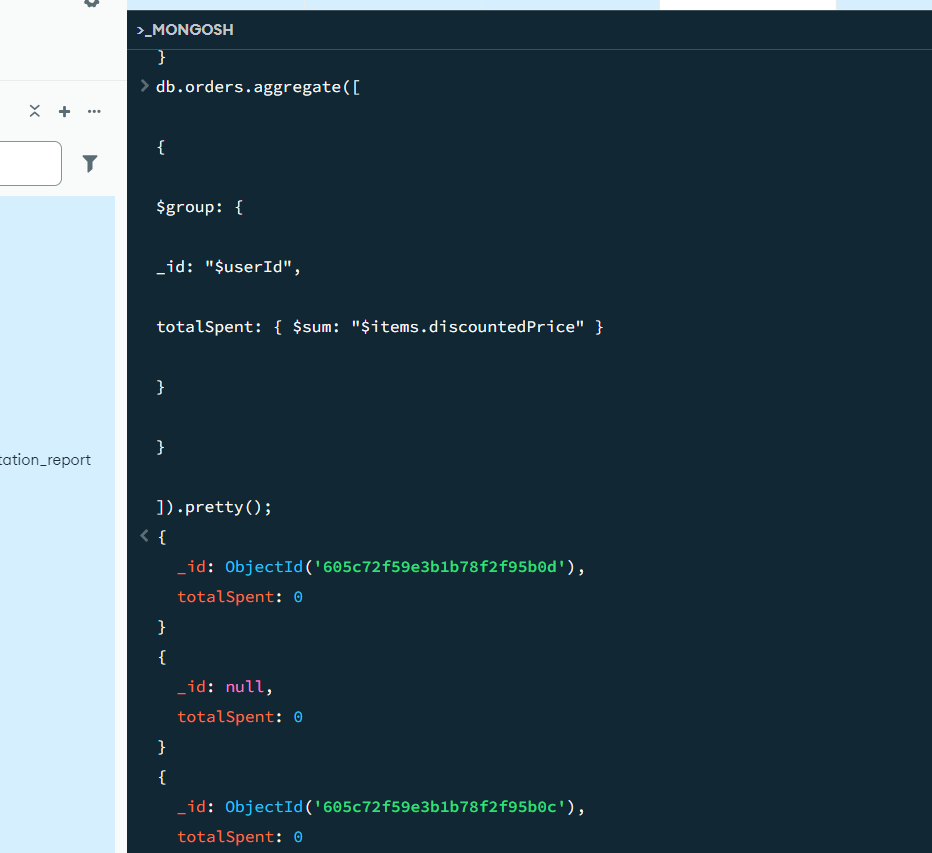 >_MONGOSH
}
db.orders.aggregate([
{
$group: {
_id: "$userId",
totalSpent: { $sum: "$items.discountedPrice" }
}
}
tation_report
]).pretty();
{
_id: ObjectId('605c72f59e3b1b78f2f95b0d'),
totalSpent: 0
}
{
_id: null,
totalSpent: 0
}
{
_id: ObjectId('605c72f59e3b1b78f2f95b0c'),
totalSpent: 0